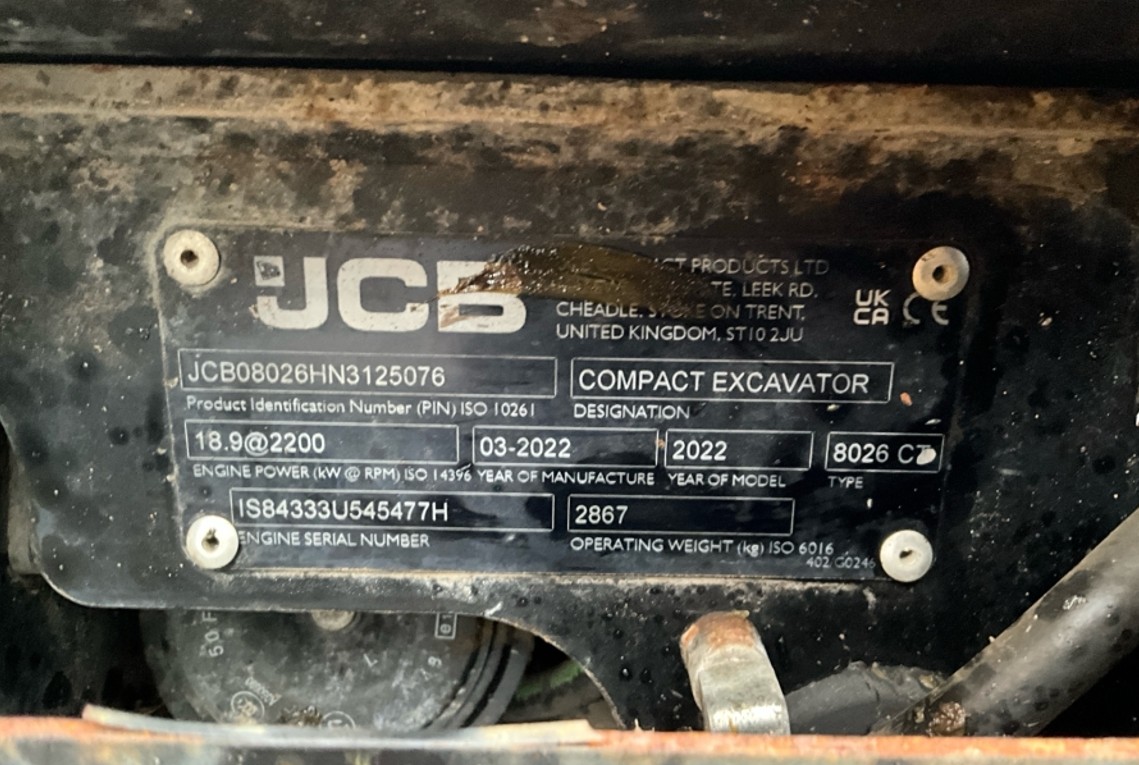 JCB
CT PRODUCTS LTD
TE, LEEK RD,
CHEADLE, ON TRENT,
UNITED KINGDOM, ST10 2JU
UK
CA CE
JCB08026HN3125076
Product Identification Number (PIN) ISO 10261
COMPACT EXCAVATOR
DESIGNATION
18.9@2200
ENGINE POWER (kW @ RPM) ISO 14396
03-2022
YEAR OF MANUFACTURE
2022
YEAR OF MODEL
8026 CT
TYPE
IS84333U545477H
ENGINE SERIAL NUMBER
2867
OPERATING WEIGHT (kg) ISO 6016
402 G0246